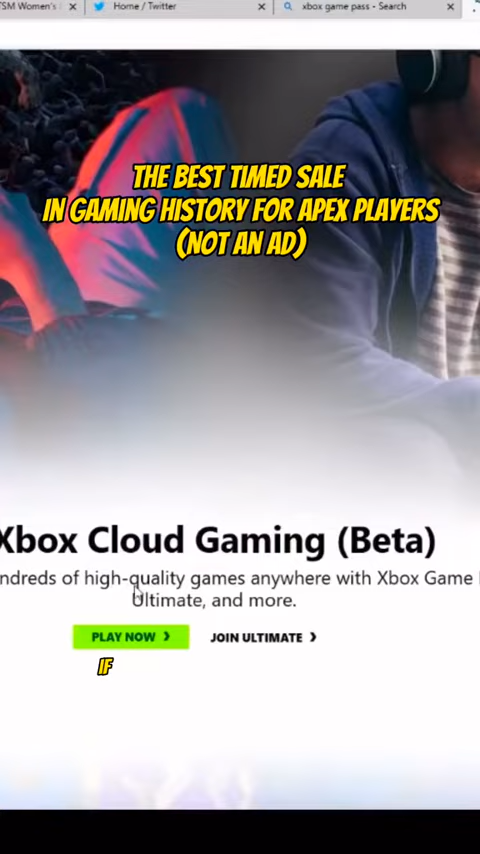 TSM Women's
Home / Twitter
xbox game pass - Search
THE BEST TIMED SALE
IN GAMING HISTORY FOR APEX PLAYERS
(NOT AN AD)
Xbox Cloud Gaming (Beta)
ndreds of high-quality games anywhere with Xbox Game
Ultimate, and more.
PLAY NOW
JOIN ULTIMATE
IF